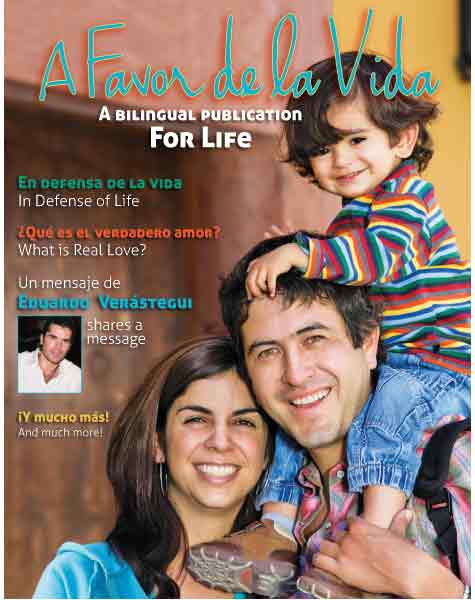 A Favor de la Vida
A BILINGUAL PUBLICATION
FOR LIFE
EN DEFENSA DE LA VIDA
In Defense of Life
¿QUÉ ES EL VERDADERO AMOR?
What is Real Love?
Un mensaje de
EDUARDO VERÁSTEGUI
shares a
message
¡Y MUCHO MÁS!
And much more!